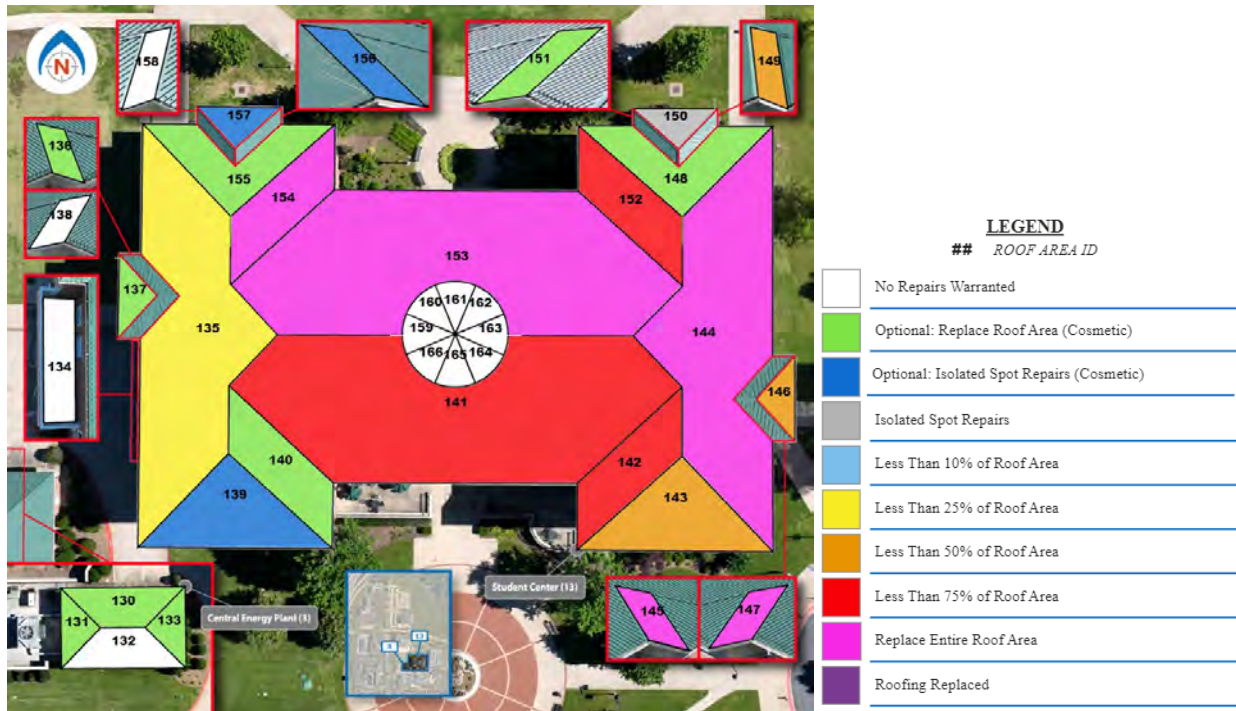 N
158
156
151
149
157
150
136
155
148
154
152
138
153
137
160 161 162
135
159
163
144
134
166 165 164
141
146
140
142
139
143
Student Center (13)
145
147
130
Central Energy Plant (3)
131
133
132
LEGEND
## ROOF AREA ID
No Repairs Warranted
Optional: Replace Roof Area (Cosmetic)
Optional: Isolated Spot Repairs (Cosmetic)
Isolated Spot Repairs
Less Than 10% of Roof Area
Less Than 25% of Roof Area
Less Than 50% of Roof Area
Less Than 75% of Roof Area
Replace Entire Roof Area
Roofing Replaced